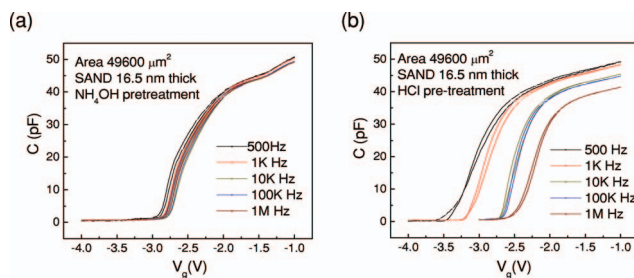 (a)
Area 49600 μm²
SAND 16.5 nm thick
NH₄OH pretreatment
500Hz
1K Hz
10K Hz
100K Hz
1M Hz
C (pF)
50
40
30
20
10
0
-4.0 -3.5 -3.0 -2.5 -2.0 -1.5 -1.0
Vg(V)
(b)
Area 49600 μm²
SAND 16.5 nm thick
HCl pre-treatment
500 Hz
1K Hz
10K Hz
100K Hz
1M Hz
C (pF)
60
50
40
30
20
10
0
-4.0 -3.5 -3.0 -2.5 -2.0 -1.5 -1.0
Vg(V)